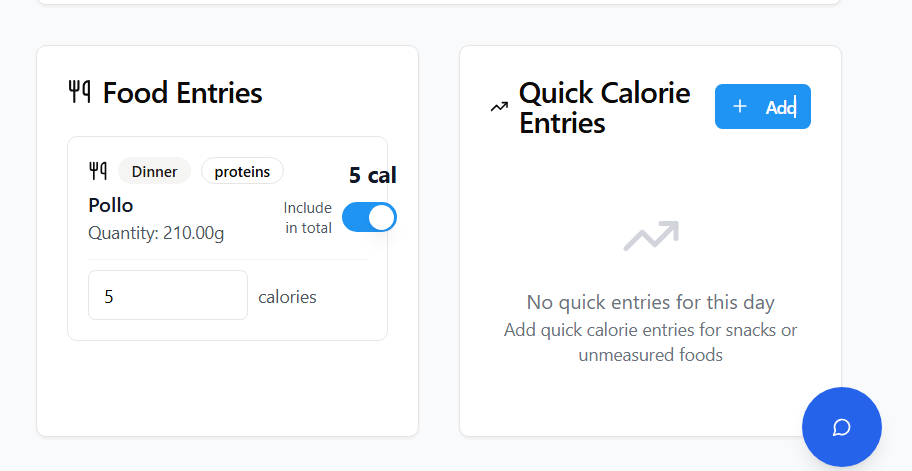 Food Entries
Dinner
proteins
5 cal
Pollo
Include
in total
Quantity: 210.00g
5
calories
Quick Calorie
Entries
Add
No quick entries for this day
Add quick calorie entries for snacks or
unmeasured foods